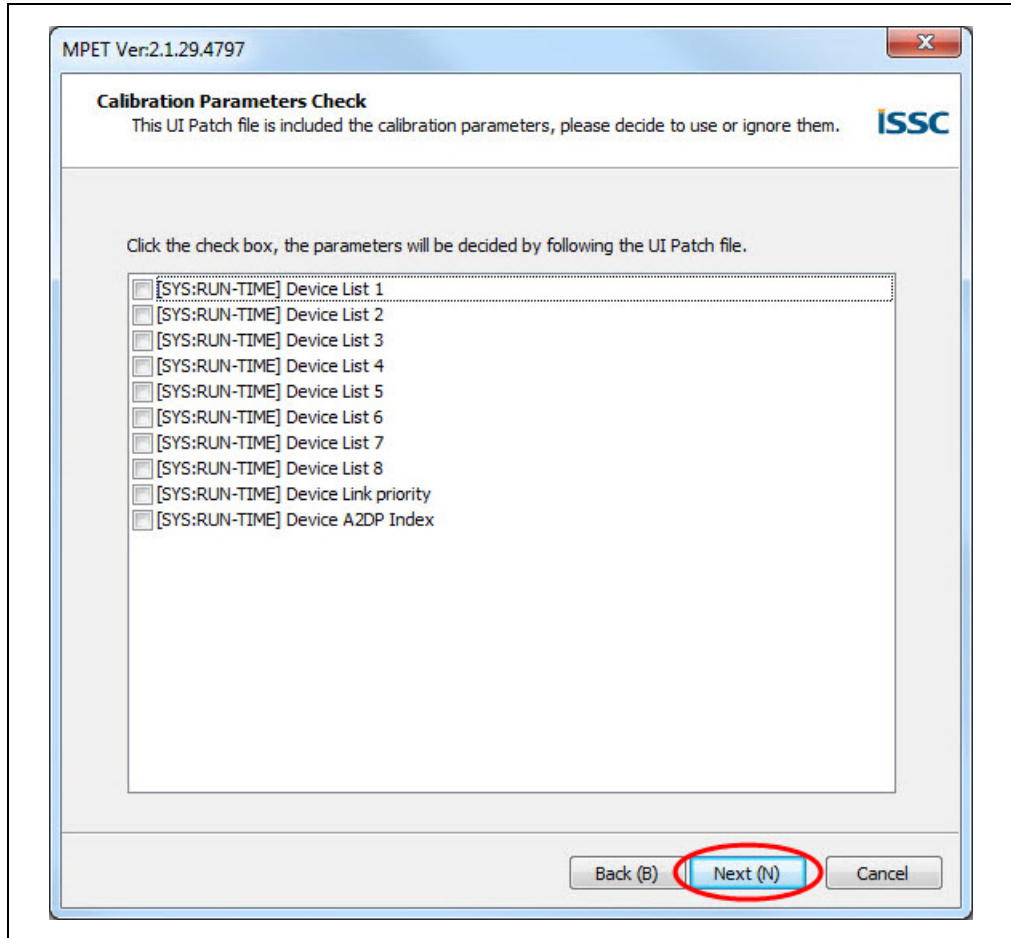 MPET Ver:2.1.29.4797
x
Calibration Parameters Check
This UI Patch file is included the calibration parameters, please decide to use or ignore them.
ISSC
Click the check box, the parameters will be decided by following the UI Patch file.
[SYS:RUN-TIME] Device List 1
[SYS:RUN-TIME] Device List 2
[SYS:RUN-TIME] Device List 3
[SYS:RUN-TIME] Device List 4
[SYS:RUN-TIME] Device List 5
[SYS:RUN-TIME] Device List 6
[SYS:RUN-TIME] Device List 7
[SYS:RUN-TIME] Device List 8
[SYS:RUN-TIME] Device Link priority
[SYS:RUN-TIME] Device A2DP Index
Back (B) Next (N) Cancel